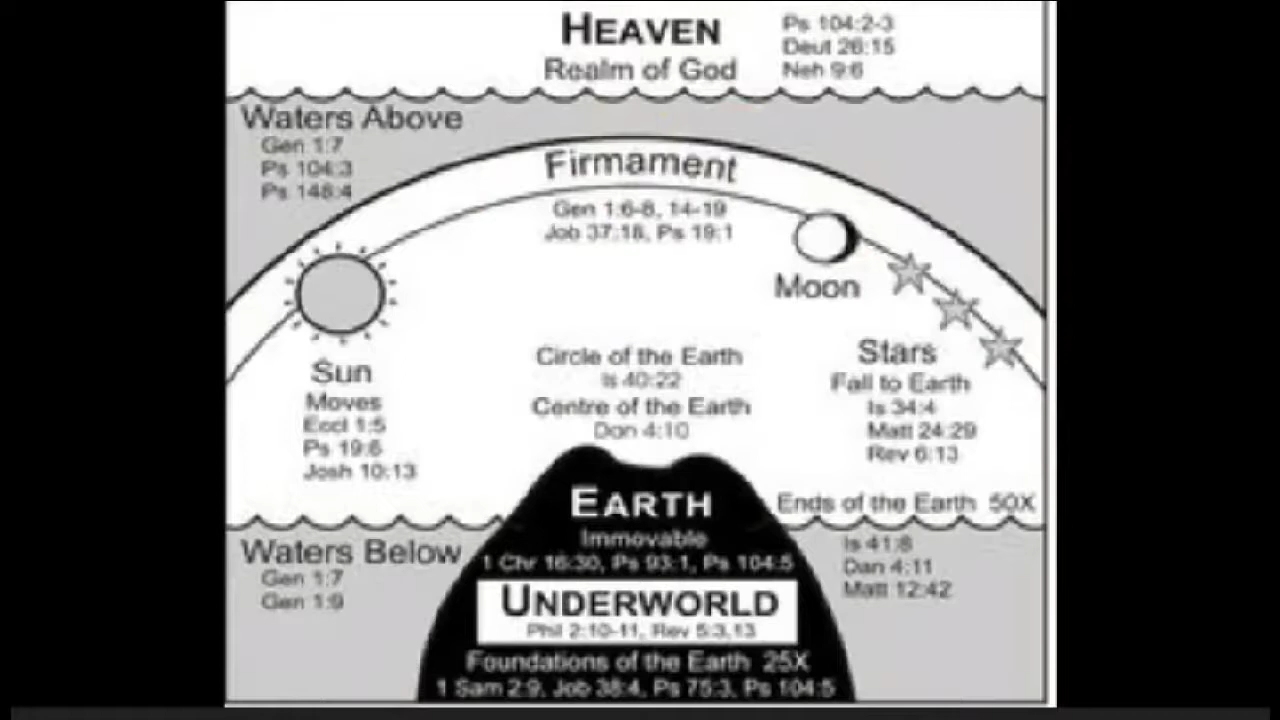 HEAVEN
Realm of God
Ps 104:2-3
Deut 26:15
Neh 9:6
Waters Above
Gen 1:7
Ps 104:3
Ps 148:4
Firmament
Gen 1:6-8, 14-19
Job 37:18, Ps 19:1
Moon
Sun
Moves
Eccl 1:5
Ps 19:6
Josh 10:13
Circle of the Earth
Is 40:22
Centre of the Earth
Dan 4:10
Stars
Fall to Earth
Is 34:4
Matt 24:29
Rev 6:13
EARTH
Immovable
1 Chr 16:30, Ps 93:1, Ps 104:5
Ends of the Earth 50X
Is 41:8
Dan 4:11
Matt 12:42
Waters Below
Gen 1:7
Gen 1:9
UNDERWORLD
Phil 2:10-11, Rev 5:3,13
Foundations of the Earth 25X
1 Sam 2:9, Job 38:4, Ps 75:3, Ps 104:5